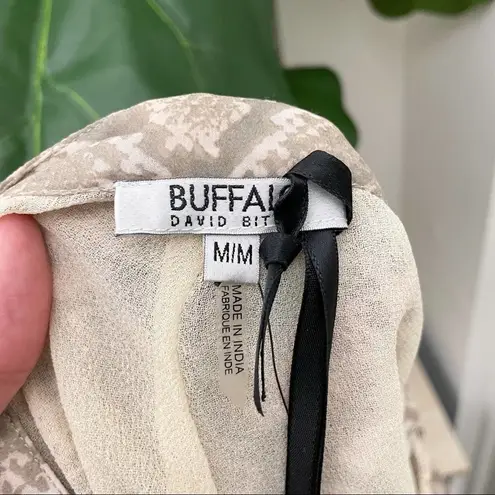 BUFFAL
DAVID BIT
M/M
MADE IN INDIA
FABRIQUE EN INDE